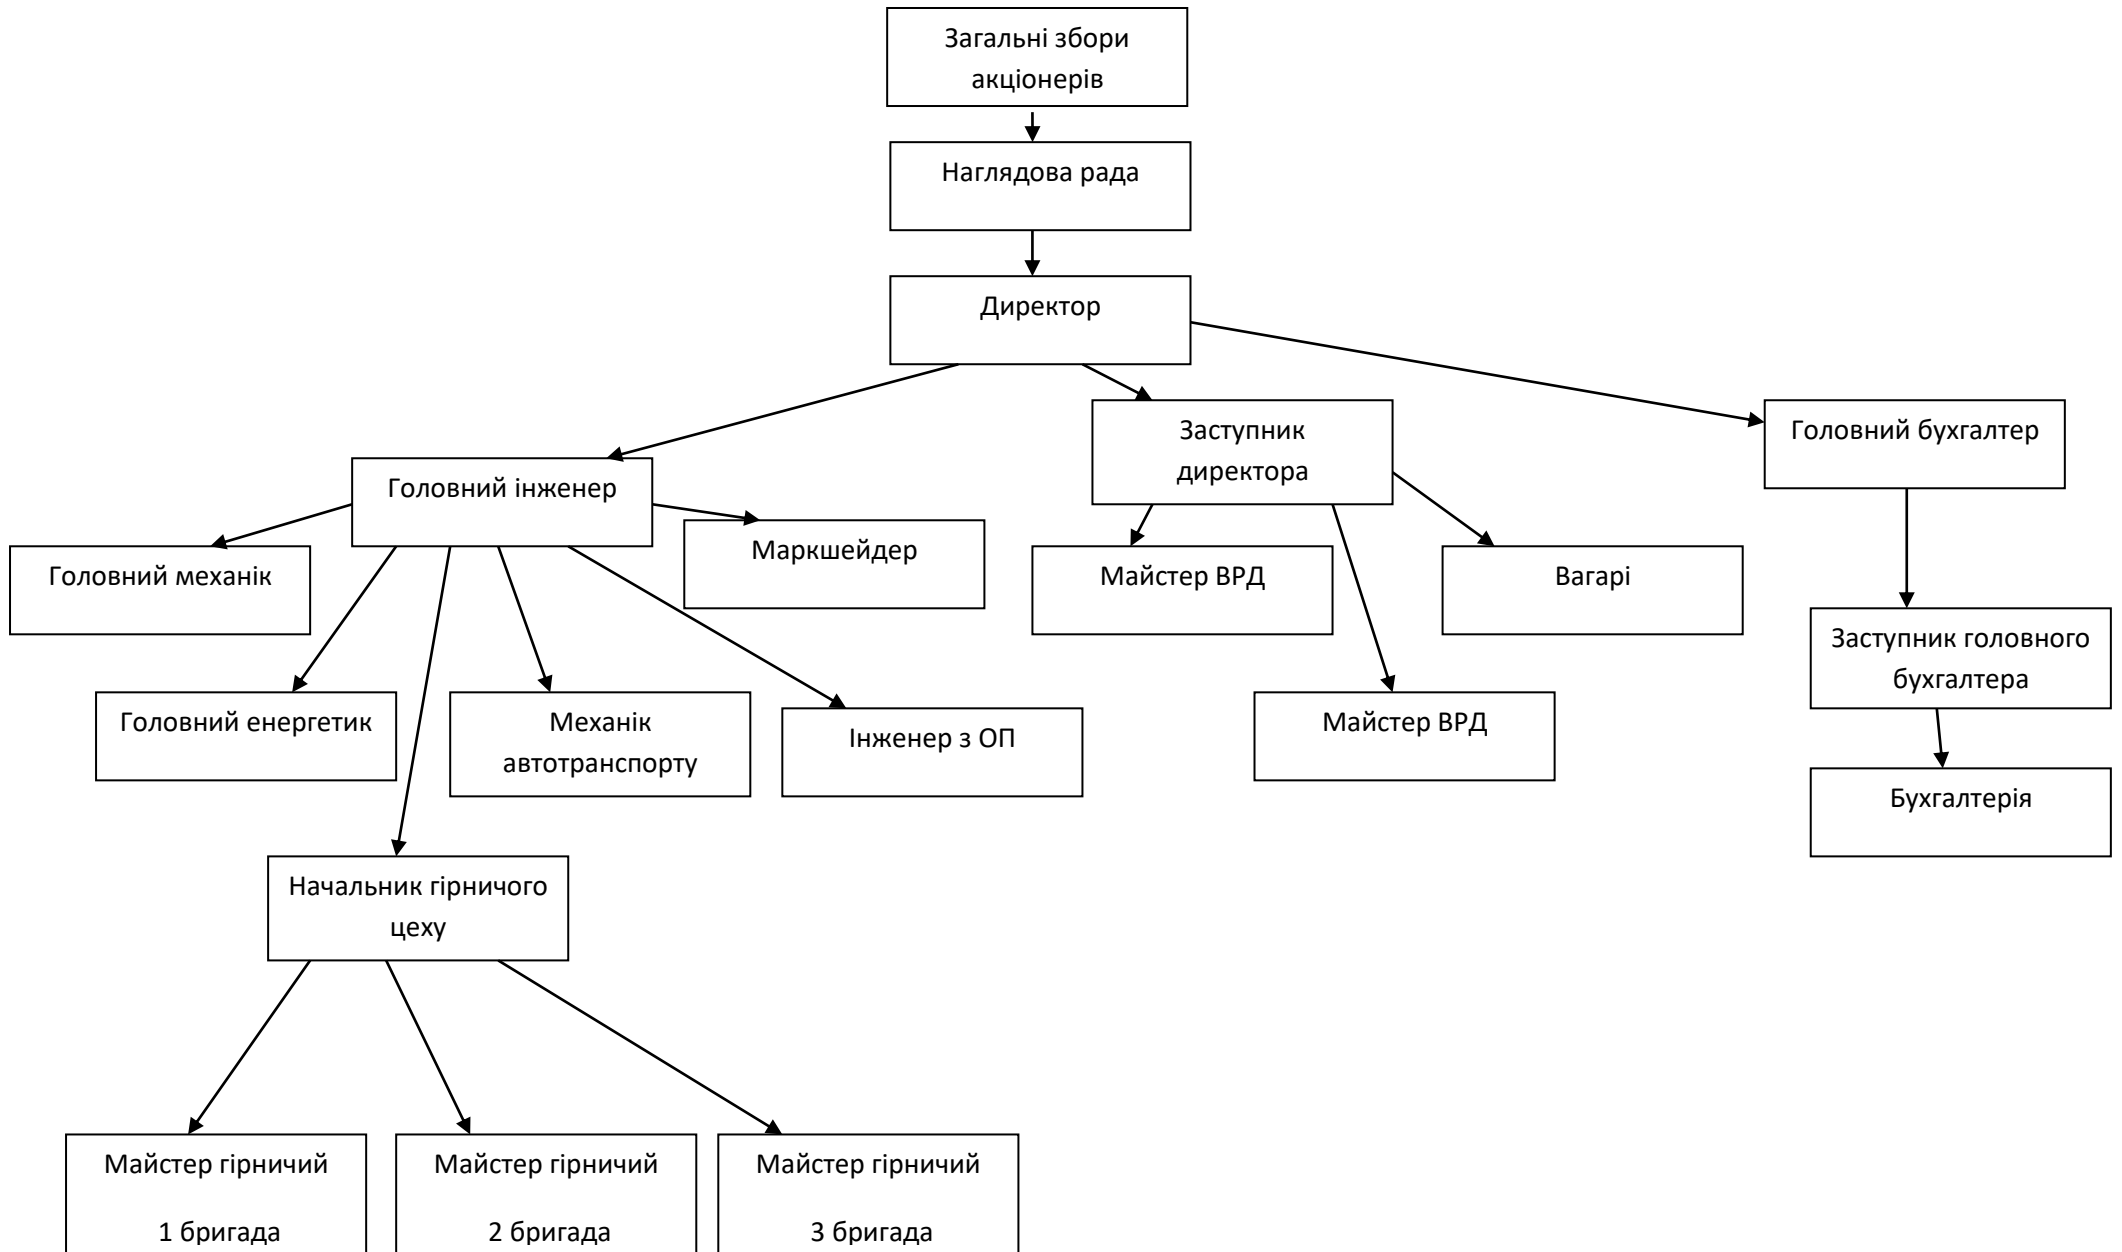 Загальні збори
акціонерів
Наглядова рада
Директор
Заступник
директора
Головний бухгалтер
Головний інженер
Маркшейдер
Головний механік
Майстер ВРД
Вагарі
Заступник головного
бухгалтера
Головний енергетик
Механік
автотранспорту
Інженер з ОП
Майстер ВРД
Бухгалтерія
Начальник гірничого
цеху
Майстер гірничий
1 бригада
Майстер гірничий
2 бригада
Майстер гірничий
3 бригада